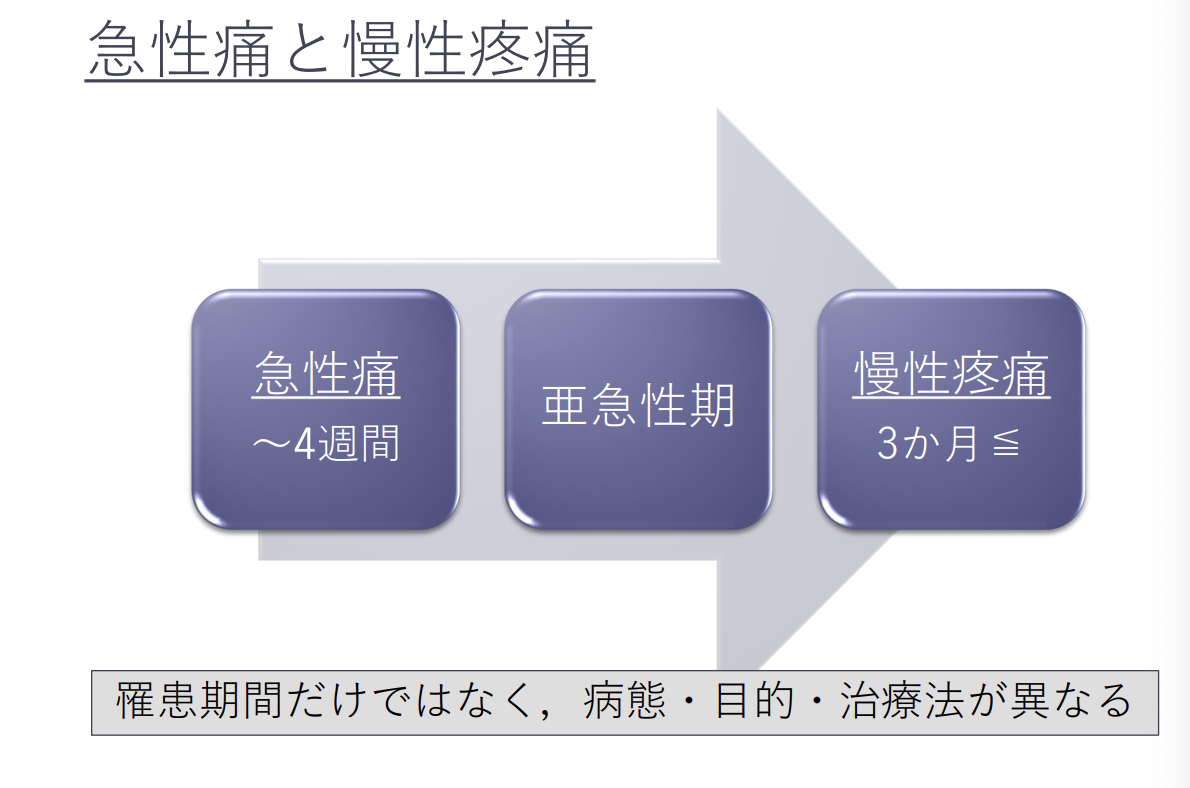 急性痛と慢性疼痛
急性痛
～4週間
亜急性期
慢性疼痛
3か月≦
罹患期間だけではなく，病態・目的・治療法が異なる